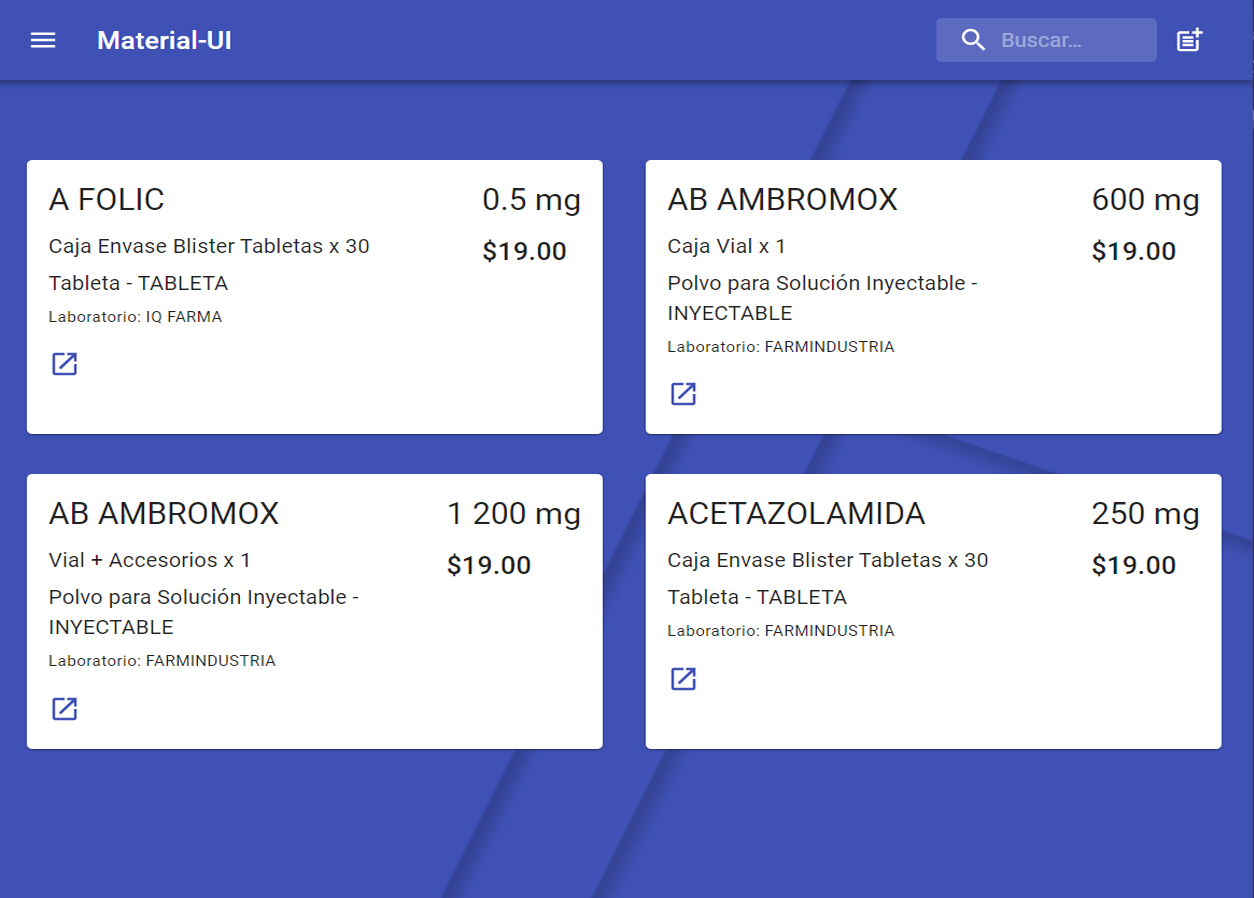 Material-UI
Buscar...
A FOLIC
0.5 mg
Caja Envase Blister Tabletas x 30
$19.00
Tableta - TABLETA
Laboratorio: IQ FARMA
AB AMBROMOX
600 mg
Caja Vial x 1
$19.00
Polvo para Solución Inyectable -
INYECTABLE
Laboratorio: FARMINDUSTRIA
AB AMBROMOX
1 200 mg
Vial + Accesorios x 1
$19.00
Polvo para Solución Inyectable -
INYECTABLE
Laboratorio: FARMINDUSTRIA
ACETAZOLAMIDA
250 mg
Caja Envase Blister Tabletas x 30
$19.00
Tableta - TABLETA
Laboratorio: FARMINDUSTRIA